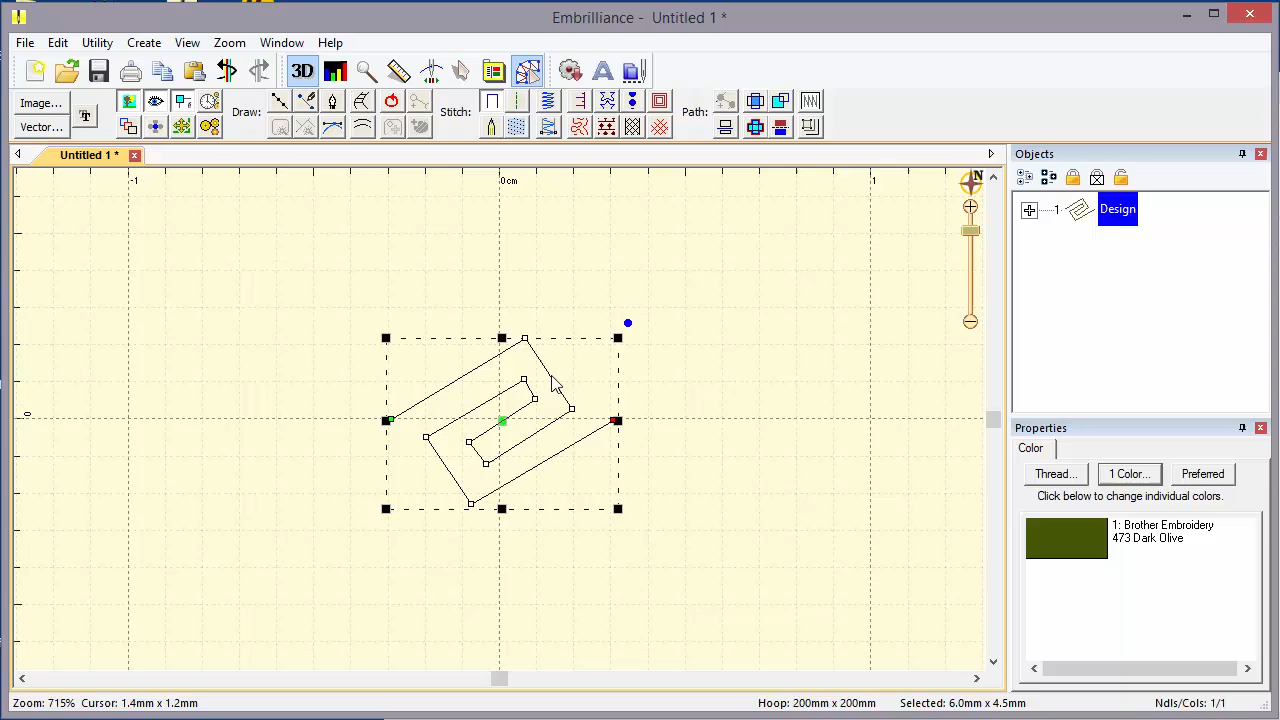 Embrilliance - Untitled 1 *
File Edit Utility Create View Zoom Window Help
3D
Image...
Vector...
T
Draw:
Stitch:
Path:
Untitled 1 *
-1
0cm
1
N
0
Objects
1 Design
Properties
Color
Thread... 1 Color... Preferred
Click below to change individual colors.
1: Brother Embroidery
473 Dark Olive
Zoom: 715% Cursor: 1.4mm x 1.2mm Hoop: 200mm x 200mm Selected: 6.0mm x 4.5mm Ndls/Cols: 1/1